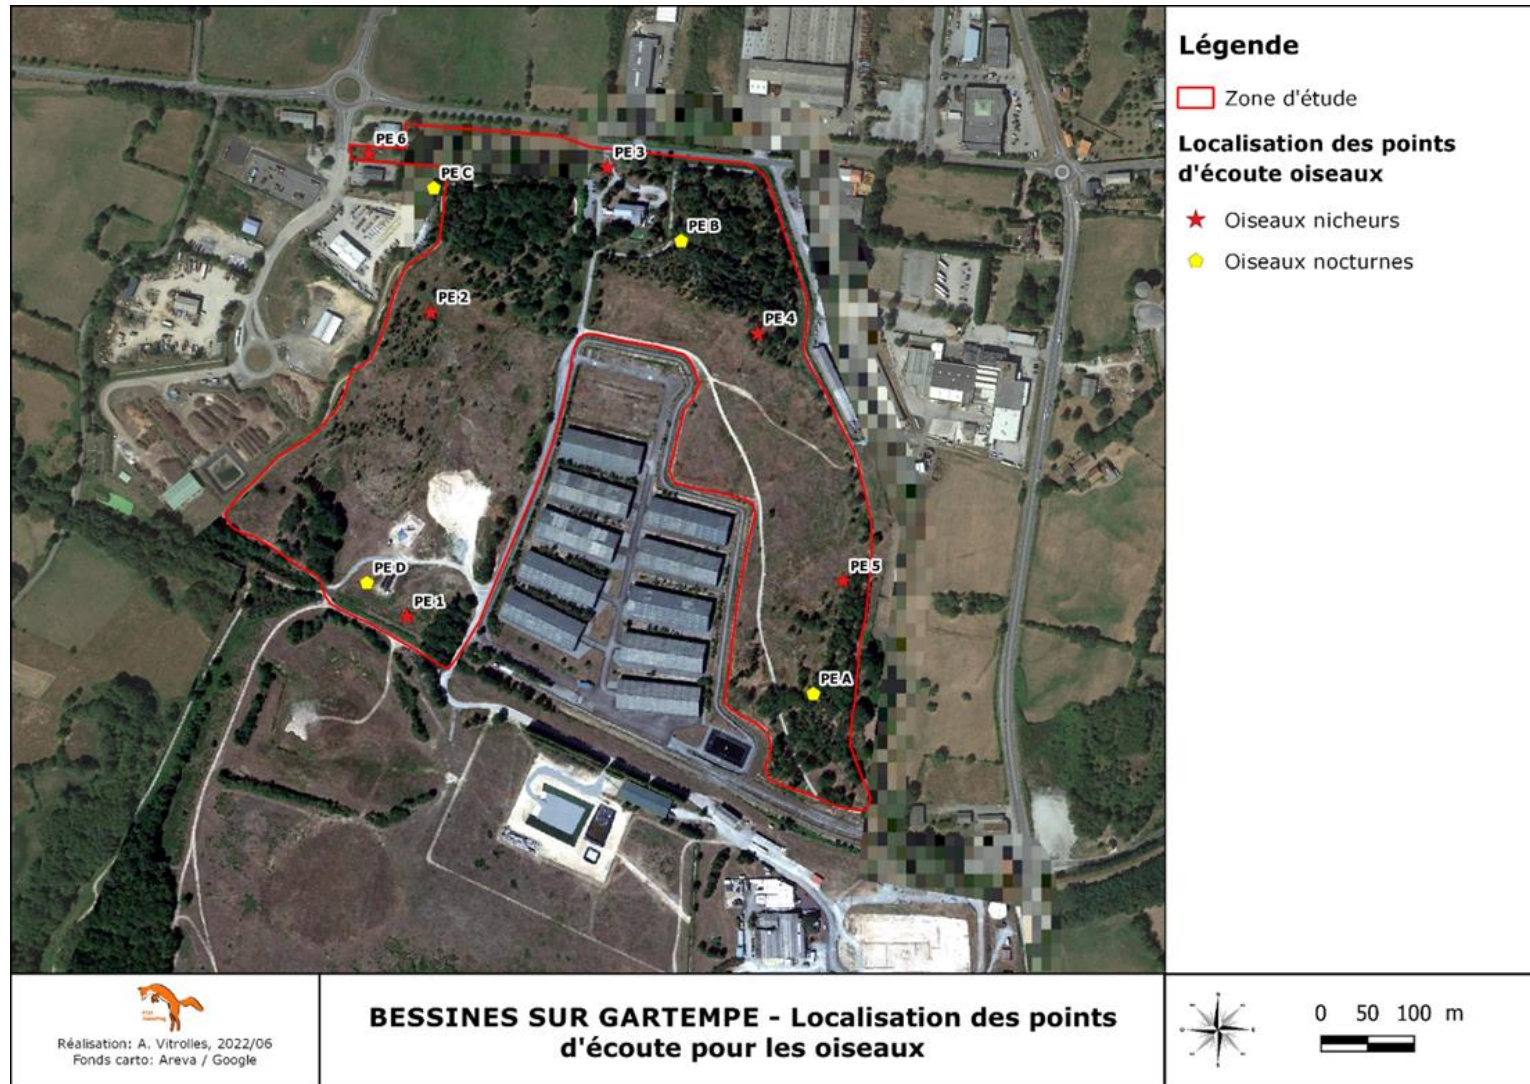 Légende
Zone d'étude
Localisation des points
d'écoute oiseaux
Oiseaux nicheurs
Oiseaux nocturnes
PE 6
PE 3
PE C
PE B
PE 2
PE 4
PE D
PE 5
PE 1
PE A
Réalisation: A. Vitrolles, 2022/06
Fonds carto: Areva / Google
BESSINES SUR GARTEMPE - Localisation des points
d'écoute pour les oiseaux
0 50 100 m